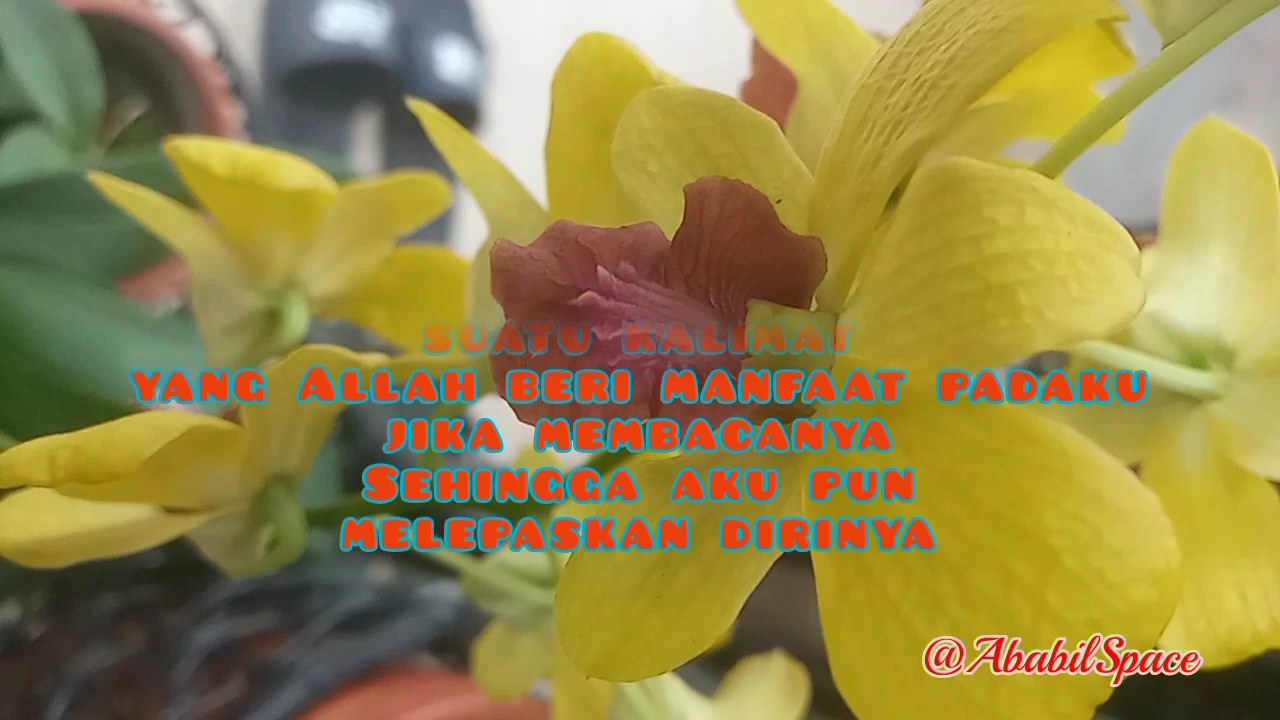 SUATU KALIMAT
YANG ALLAH BERI MANFAAT PADAKU
JIKA MEMBACANYA
SEHINGGA AKU PUN
MELEPASKAN DIRINYA
@AbabilSpace